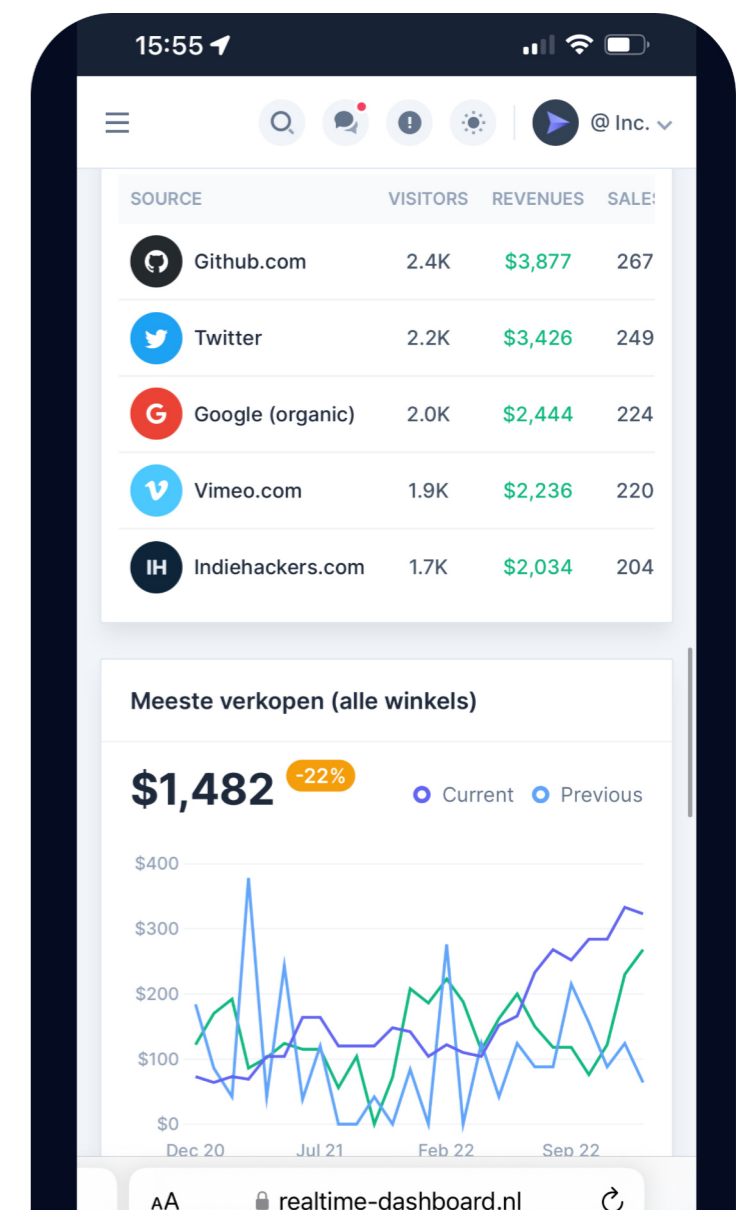 15:55
@ Inc.
SOURCE VISITORS REVENUES SALES
Github.com 2.4K $3,877 267
Twitter 2.2K $3,426 249
G Google (organic) 2.0K $2,444 224
Vimeo.com 1.9K $2,236 220
IH Indiehackers.com 1.7K $2,034 204
Meeste verkopen (alle winkels)
$1,482 -22%
Current Previous
$400
$300
$200
$100
$0
Dec 20 Jul 21 Feb 22 Sep 22
AA realtime-dashboard.nl